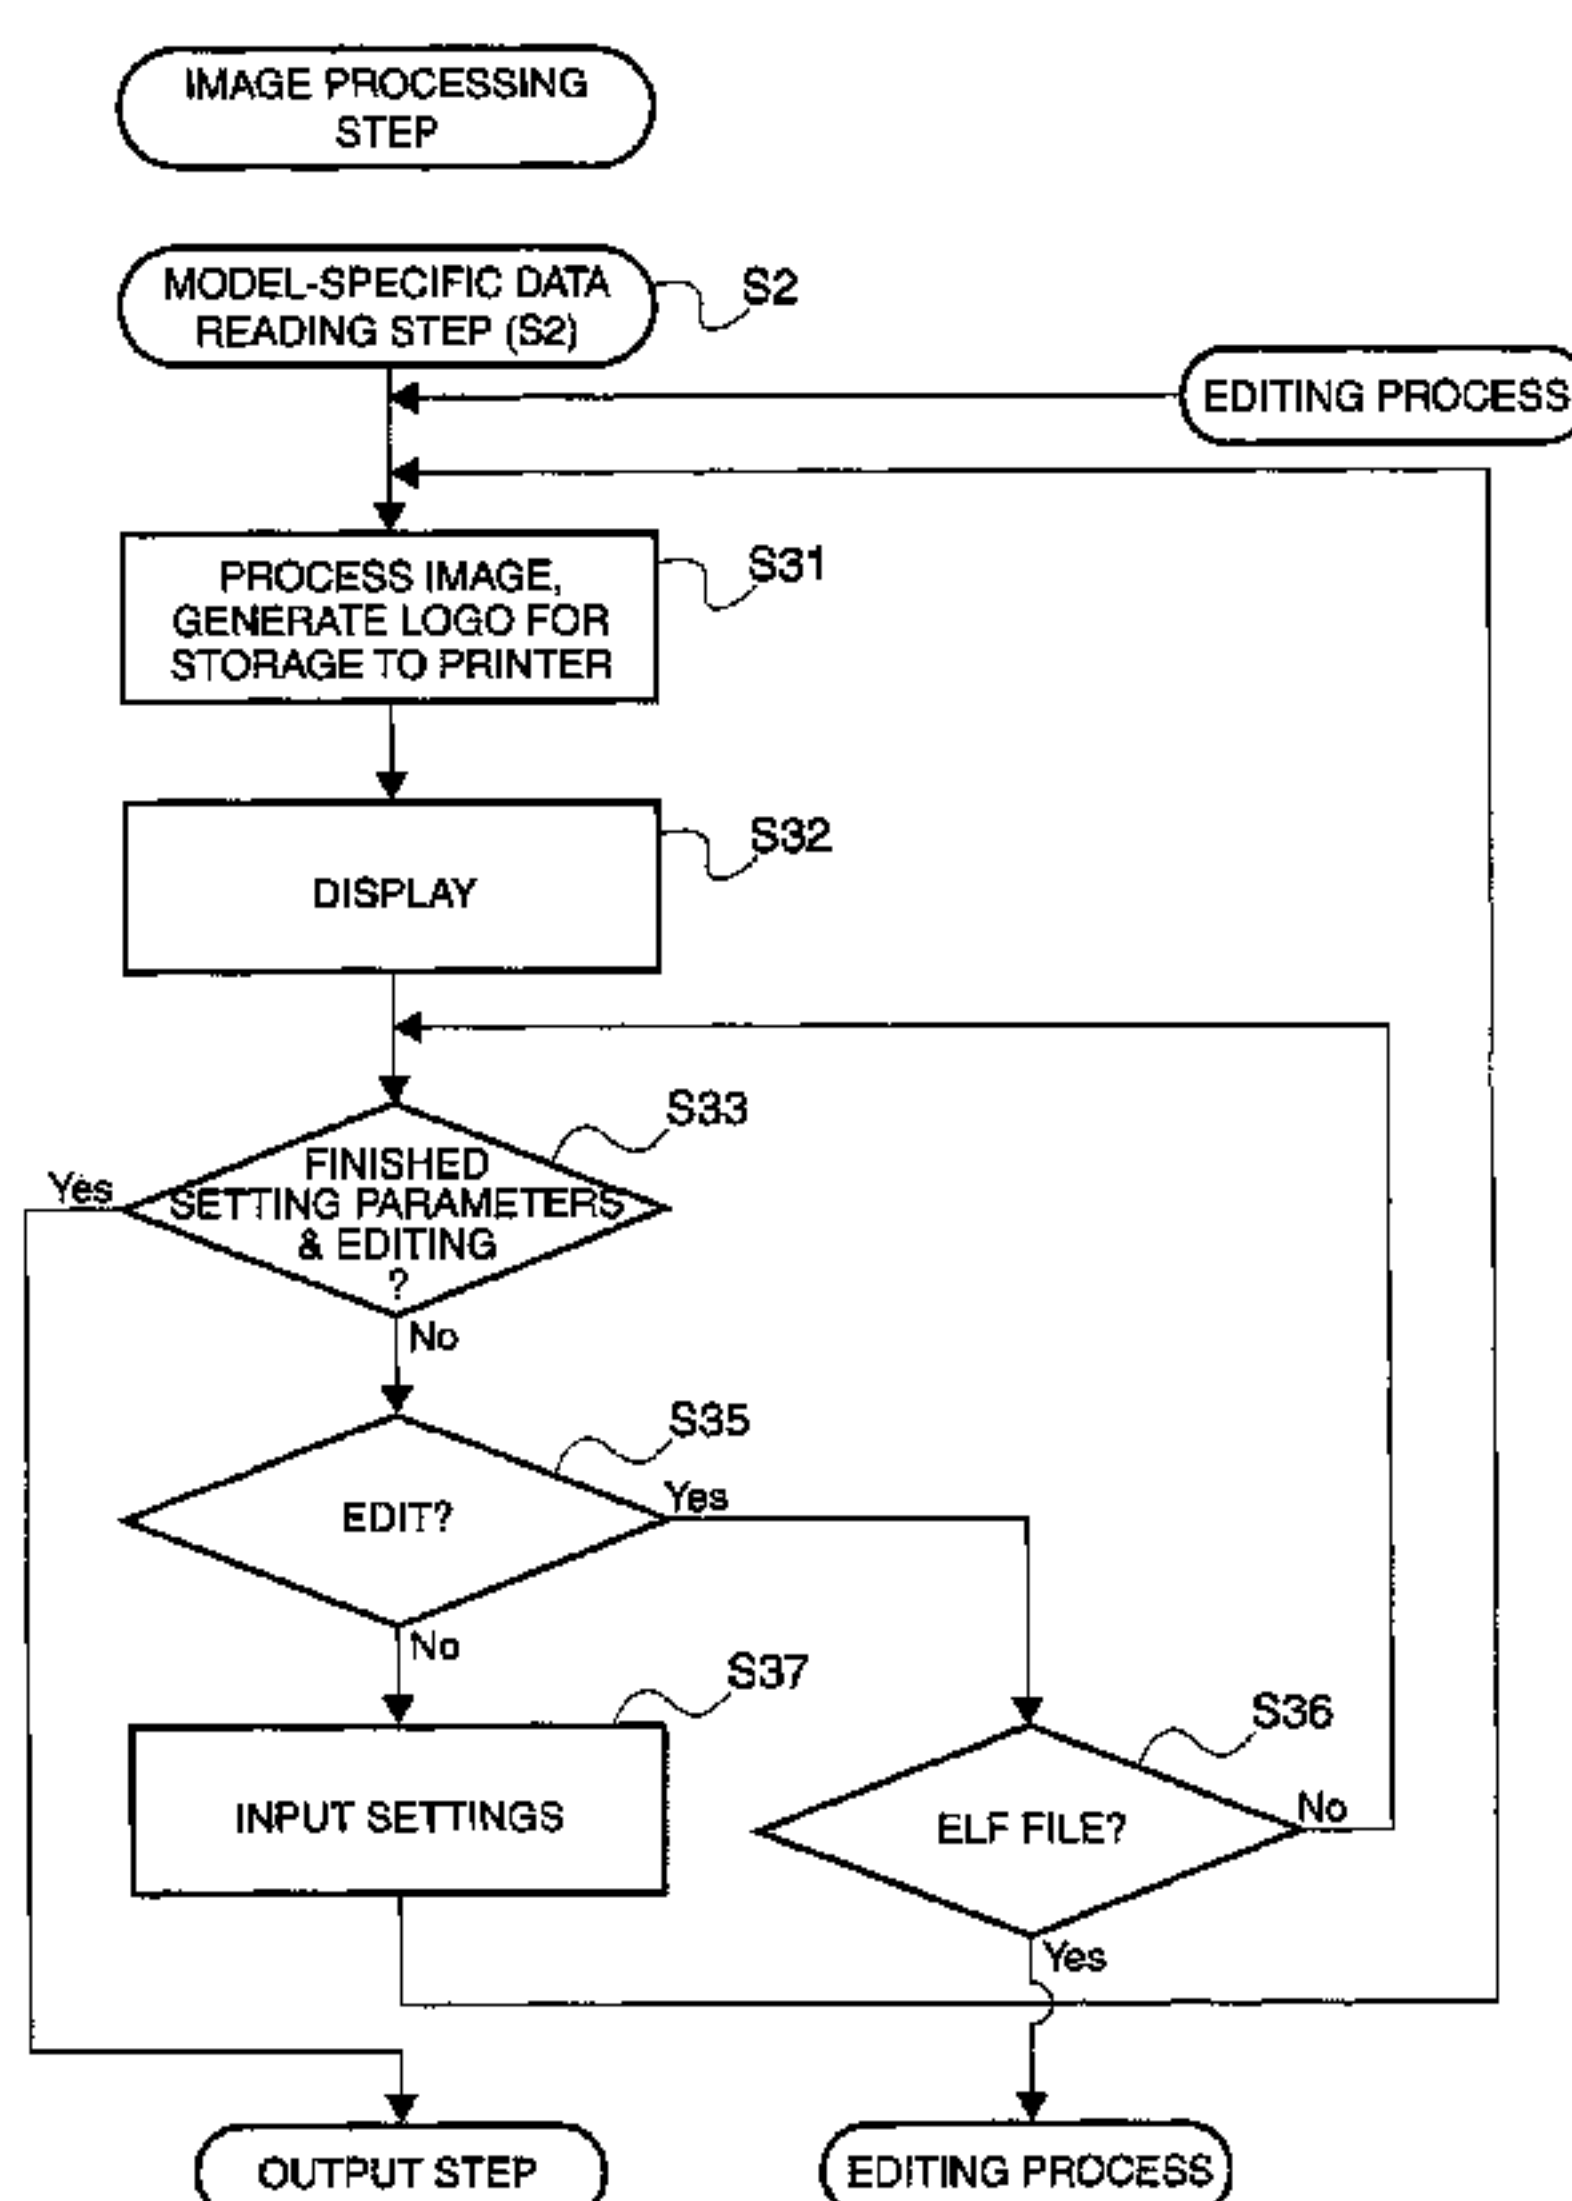 IMAGE PROCESSING
STEP
MODEL-SPECIFIC DATA
READING STEP (S2)
S2
EDITING PROCESS
PROCESS IMAGE,
GENERATE LOGO FOR
STORAGE TO PRINTER
S31
DISPLAY
S32
S33
FINISHED
SETTING PARAMETERS
& EDITING
?
Yes
No
S35
EDIT?
Yes
No
S37
INPUT SETTINGS
S36
ELF FILE?
No
Yes
OUTPUT STEP
EDITING PROCESS